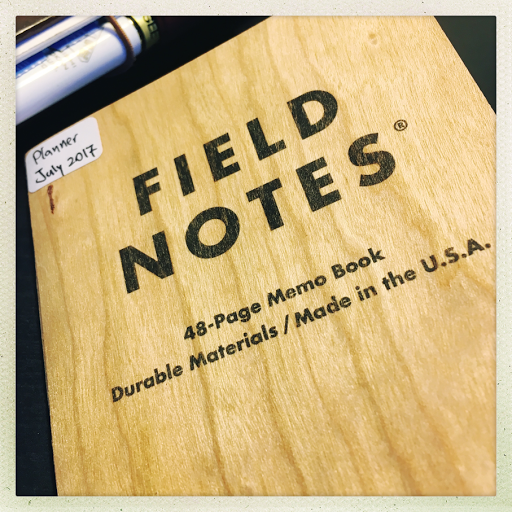 Planner
July 2017
FIELD
NOTES®
48-Page Memo Book
Durable Materials / Made in the U.S.A.